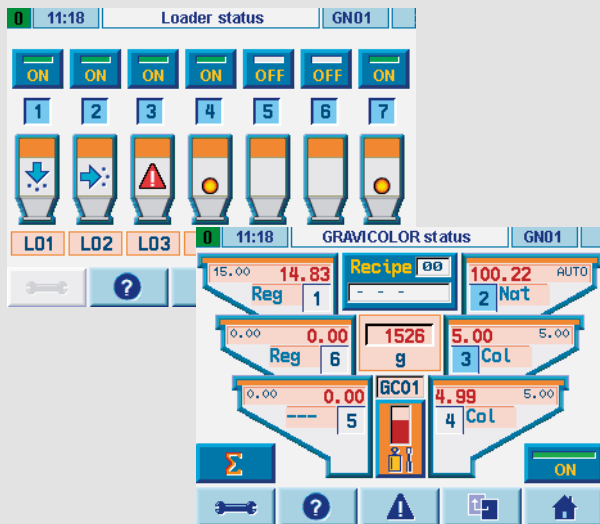 0 11:18 Loader status GN01
ON ON ON ON OFF OFF ON
1 2 3 4 5 6 7
L01 L02 L03
?
0 11:18 GRAVICOLOR status GN01
15.00 14.83 Recipe 00 100.22 AUTO
Reg 1 - - - 2 Nat
0.00 0.00 1526 5.00 5.00
Reg 6 g 3 Col
0.00 0.00 GC01 4.99 5.00
--- 5 4 Col
Σ ON
?